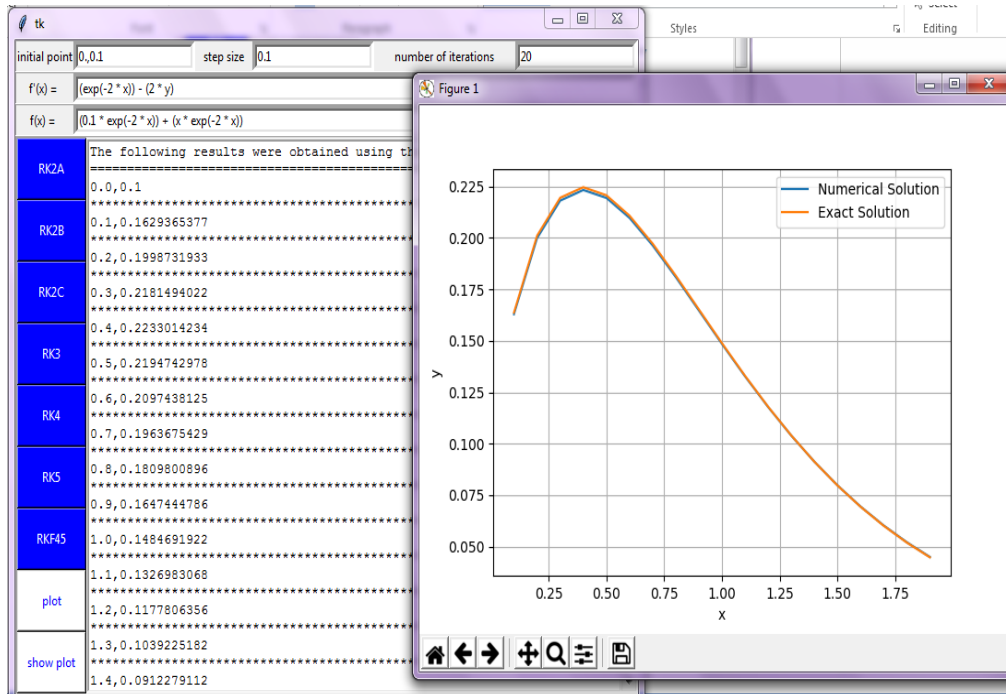 Select
Styles
Editing
tk
initial point 0.,0.1 step size 0.1 number of iterations 20
f'(x) = (exp(-2 * x)) - (2 * y)
f(x) = (0.1 * exp(-2 * x)) + (x * exp(-2 * x))
RK2A
RK2B
RK2C
RK3
RK4
RK5
RKF45
plot
show plot
The following results were obtained using th
==========================================
0.0,0.1
******************************************
0.1,0.1629365377
******************************************
0.2,0.1998731933
******************************************
0.3,0.2181494022
******************************************
0.4,0.2233014234
******************************************
0.5,0.2194742978
******************************************
0.6,0.2097438125
******************************************
0.7,0.1963675429
******************************************
0.8,0.1809800896
******************************************
0.9,0.1647444786
******************************************
1.0,0.1484691922
******************************************
1.1,0.1326983068
******************************************
1.2,0.1177806356
******************************************
1.3,0.1039225182
******************************************
1.4,0.0912279112
Figure 1
Numerical Solution
Exact Solution
0.225
0.200
0.175
0.150
0.125
0.100
0.075
0.050
y
0.25 0.50 0.75 1.00 1.25 1.50 1.75
x